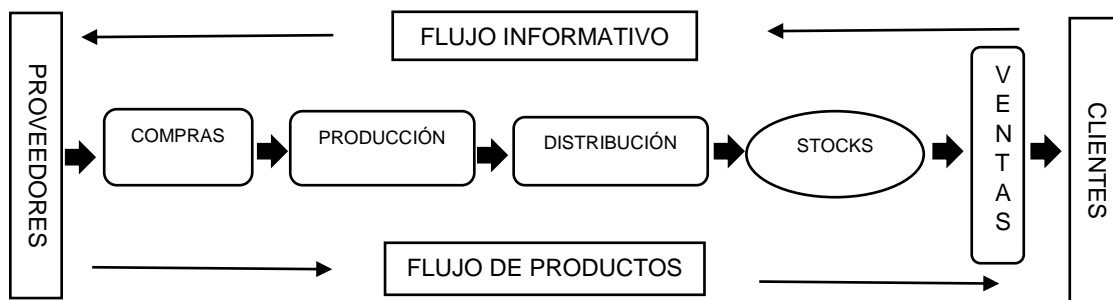 FLUJO INFORMATIVO
PROVEEDORES
COMPRAS
PRODUCCIÓN
DISTRIBUCIÓN
STOCKS
VENTAS
CLIENTES
FLUJO DE PRODUCTOS